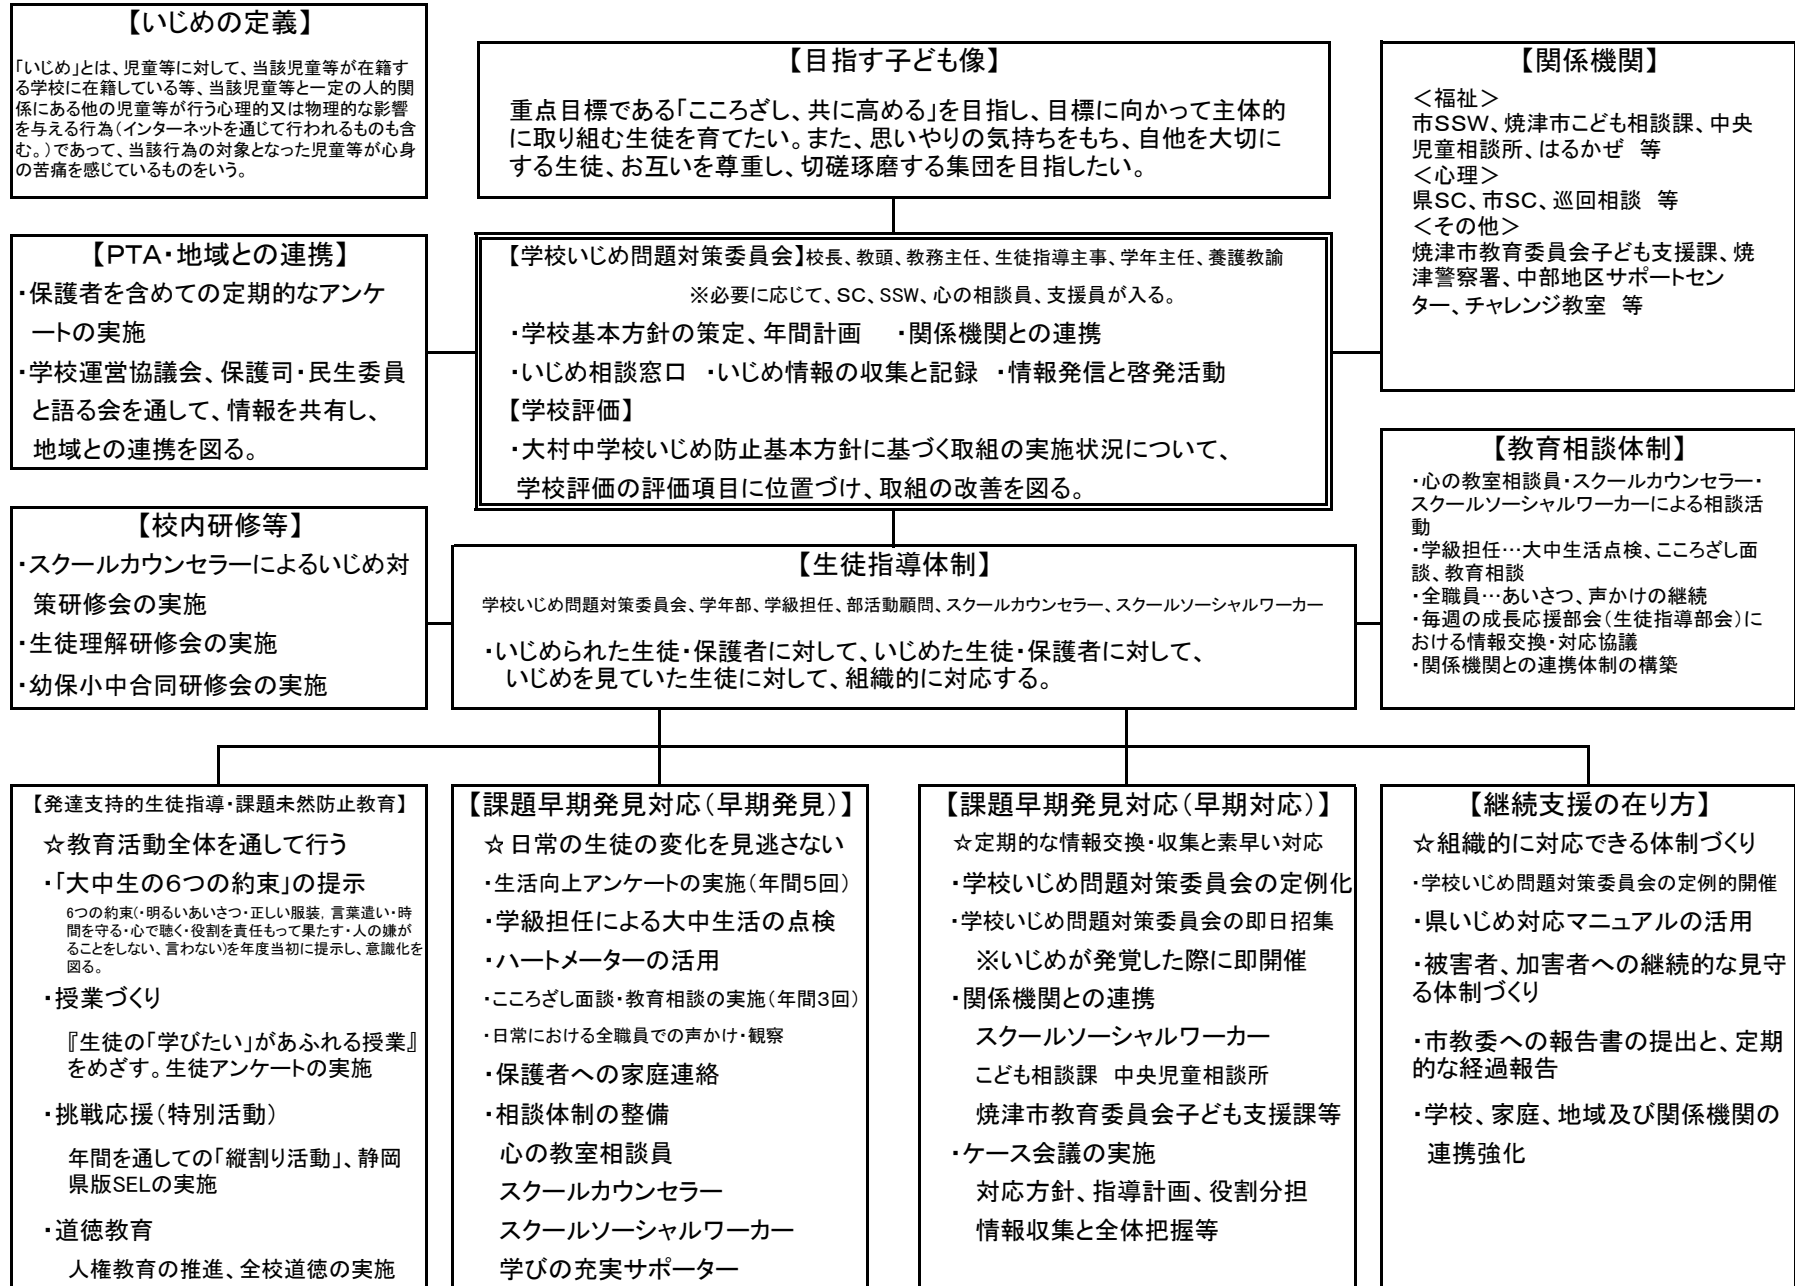 【いじめの定義】
「いじめ」とは、児童等に対して、当該児童等が在籍す
る学校に在籍している等、当該児童等と一定の人的関
係にある他の児童等が行う心理的又は物理的な影響
を与える行為(インターネットを通じて行われるものも含
む。)であって、当該行為の対象となった児童等が心身
の苦痛を感じているものをいう。
【目指す子ども像】
重点目標である「こころざし、共に高める」を目指し、目標に向かって主体的
に取り組む生徒を育てたい。また、思いやりの気持ちをもち、自他を大切に
する生徒、お互いを尊重し、切磋琢磨する集団を目指したい。
【関係機関】
<福祉>
市SSW、焼津市こども相談課、中央
児童相談所、はるかぜ 等
<心理>
県SC、市SC、巡回相談 等
<その他>
焼津市教育委員会子ども支援課、焼
津警察署、中部地区サポートセン
ター、チャレンジ教室 等
【PTA・地域との連携】
・保護者を含めての定期的なアンケ
ートの実施
・学校運営協議会、保護司・民生委員
と語る会を通して、情報を共有し、
地域との連携を図る。
【学校いじめ問題対策委員会】校長、教頭、教務主任、生徒指導主事、学年主任、養護教諭
※必要に応じて、SC、SSW、心の相談員、支援員が入る。
・学校基本方針の策定、年間計画 ・関係機関との連携
・いじめ相談窓口 ・いじめ情報の収集と記録 ・情報発信と啓発活動
【学校評価】
・大村中学校いじめ防止基本方針に基づく取組の実施状況について、
学校評価の評価項目に位置づけ、取組の改善を図る。
【教育相談体制】
・心の教室相談員・スクールカウンセラー・
スクールソーシャルワーカーによる相談活
動
・学級担任…大中生活点検、こころざし面
談、教育相談
・全職員…あいさつ、声かけの継続
・毎週の成長応援部会(生徒指導部会)に
おける情報交換・対応協議
・関係機関との連携体制の構築
【校内研修等】
・スクールカウンセラーによるいじめ対
策研修会の実施
・生徒理解研修会の実施
・幼保小中合同研修会の実施
【生徒指導体制】
学校いじめ問題対策委員会、学年部、学級担任、部活動顧問、スクールカウンセラー、スクールソーシャルワーカー
・いじめられた生徒・保護者に対して、いじめた生徒・保護者に対して、
いじめを見ていた生徒に対して、組織的に対応する。
【発達支持的生徒指導・課題未然防止教育】
☆教育活動全体を通して行う
・「大中生の6つの約束」の提示
6つの約束(・明るいあいさつ・正しい服装, 言葉遣い・時
間を守る・心で聴く・役割を責任もって果たす・人の嫌が
ることをしない、言わない)を年度当初に提示し、意識化を
図る。
・授業づくり
『生徒の「学びたい」があふれる授業』
をめざす。生徒アンケートの実施
・挑戦応援(特別活動)
年間を通しての「縦割り活動」、静岡
県版SELの実施
・道徳教育
人権教育の推進、全校道徳の実施
【課題早期発見対応(早期発見)】
☆日常の生徒の変化を見逃さない
・生活向上アンケートの実施(年間5回)
・学級担任による大中生活の点検
・ハートメーターの活用
・こころざし面談・教育相談の実施(年間3回)
・日常における全職員での声かけ・観察
・保護者への家庭連絡
・相談体制の整備
心の教室相談員
スクールカウンセラー
スクールソーシャルワーカー
学びの充実サポーター
【課題早期発見対応(早期対応)】
☆定期的な情報交換・収集と素早い対応
・学校いじめ問題対策委員会の定例化
・学校いじめ問題対策委員会の即日招集
※いじめが発覚した際に即開催
・関係機関との連携
スクールソーシャルワーカー
こども相談課 中央児童相談所
焼津市教育委員会子ども支援課等
・ケース会議の実施
対応方針、指導計画、役割分担
情報収集と全体把握等
【継続支援の在り方】
☆組織的に対応できる体制づくり
・学校いじめ問題対策委員会の定例的開催
・県いじめ対応マニュアルの活用
・被害者、加害者への継続的な見守
る体制づくり
・市教委への報告書の提出と、定期
的な経過報告
・学校、家庭、地域及び関係機関の
連携強化